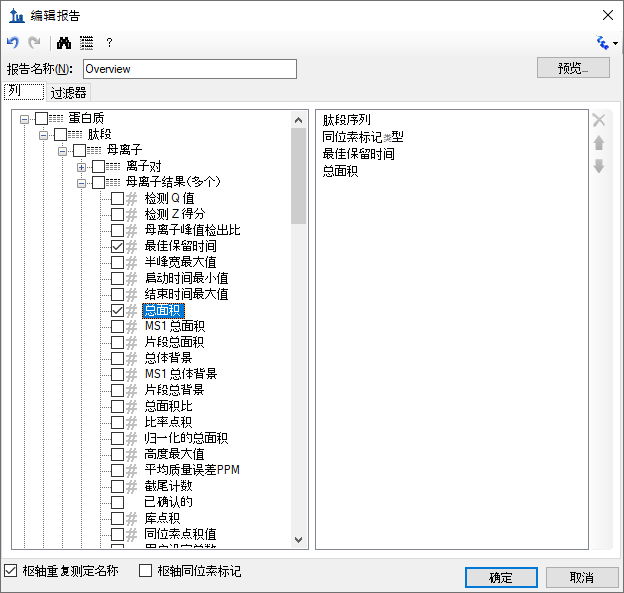 编辑报告
?
报告名称(N):
Overview
预览...
列
过滤器
蛋白质
肽段
母离子
离子对
母离子结果(多个)
检测 Q 值
检测 Z 得分
母离子峰值检出比
最佳保留时间
半峰宽最大值
启动时间最小值
结束时间最大值
总面积
MS1 总面积
片段总面积
总体背景
MS1 总体背景
片段总背景
总面积比
比率点积
归一化的总面积
高度最大值
平均质量误差PPM
截尾计数
已确认的
库点积
同位素点积值
肽段序列
同位素标记类型
最佳保留时间
总面积
枢轴重复测定名称
枢轴同位素标记
确定
取消